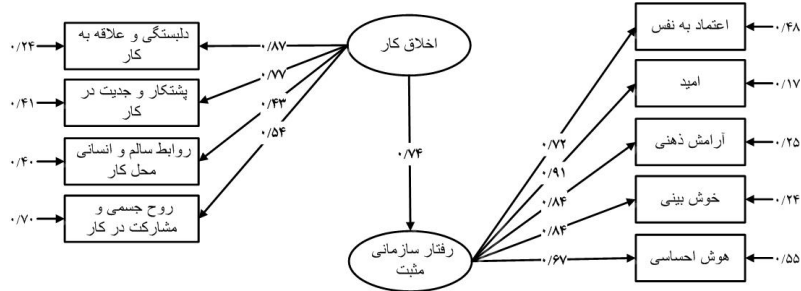 دلبستگی و علاقه به
کار
پشتکار و جدیت در
کار
روابط سالم و انسانی
محل کار
روح جسمی و
مشارکت در کار
۰/۲۴
۰/۴۱
۰/۴۰
۰/۷۰
۰/۸۷
۰/۷۷
۰/۴۳
۰/۵۴
اخلاق کار
۰/۷۴
رفتار سازمانی
مثبت
۰/۷۲
۰/۹۱
۰/۸۴
۰/۸۴
۰/۶۷
اعتماد به نفس
امید
آرامش ذهنی
خوش بینی
هوش احساسی
۰/۴۸
۰/۱۷
۰/۲۵
۰/۲۴
۰/۵۵